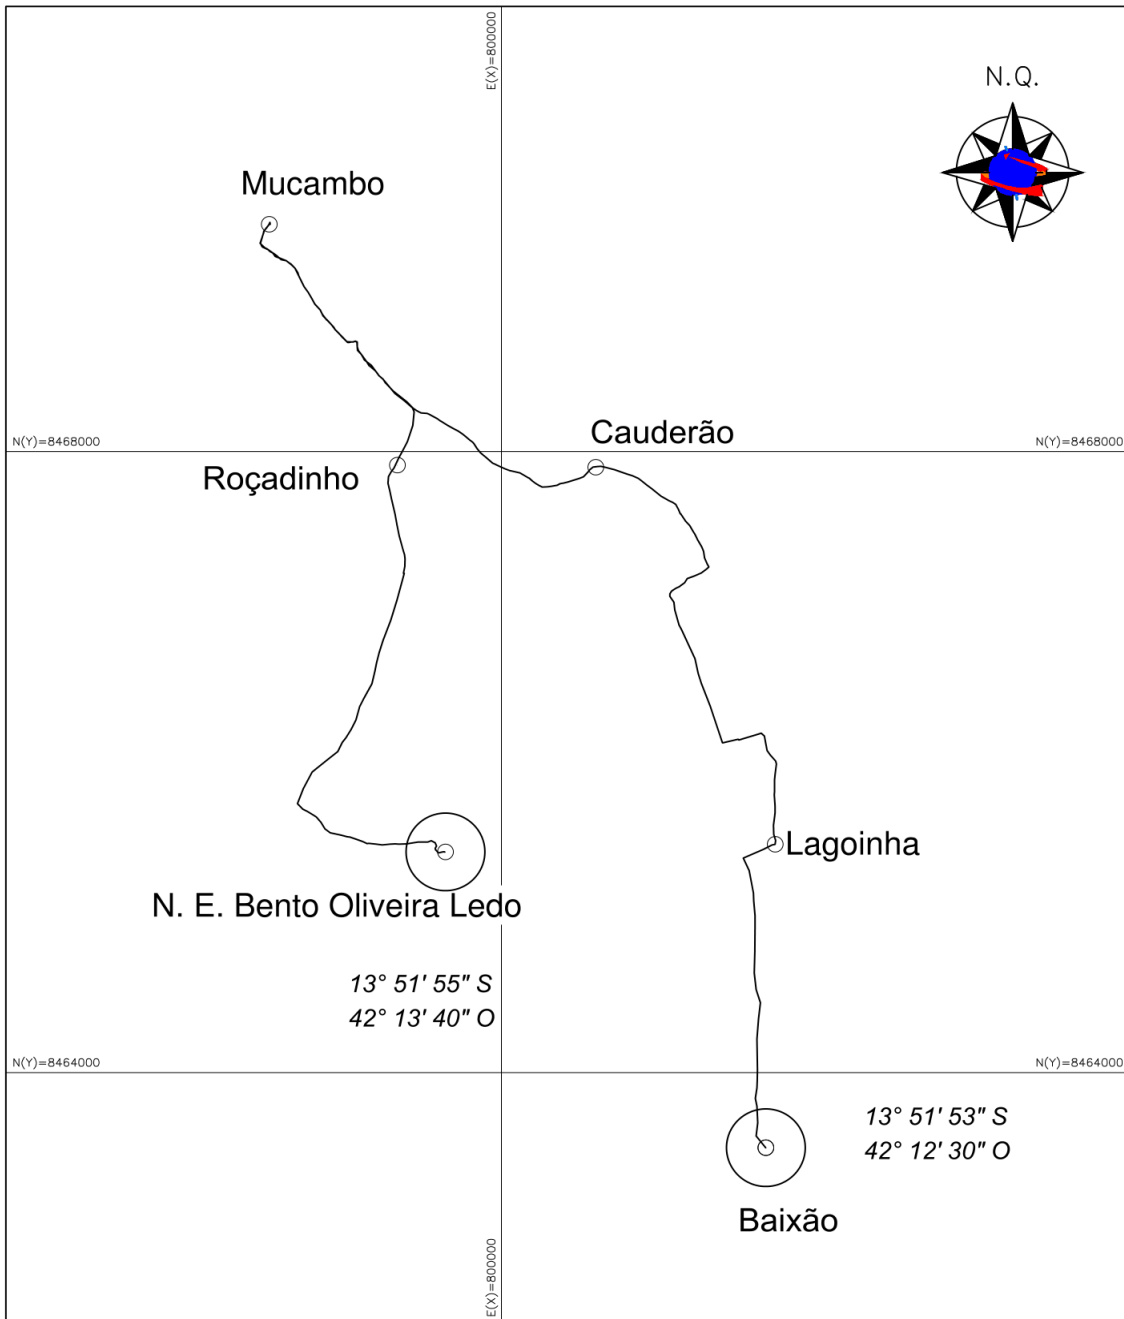 E(X)=800000
N.Q.
Mucambo
Cauderão
N(Y)=8468000
N(Y)=8468000
Roçadinho
Lagoinha
N. E. Bento Oliveira Ledo
13° 51' 55" S
42° 13' 40" O
N(Y)=8464000
N(Y)=8464000
13° 51' 53" S
42° 12' 30" O
Baixão
E(X)=800000